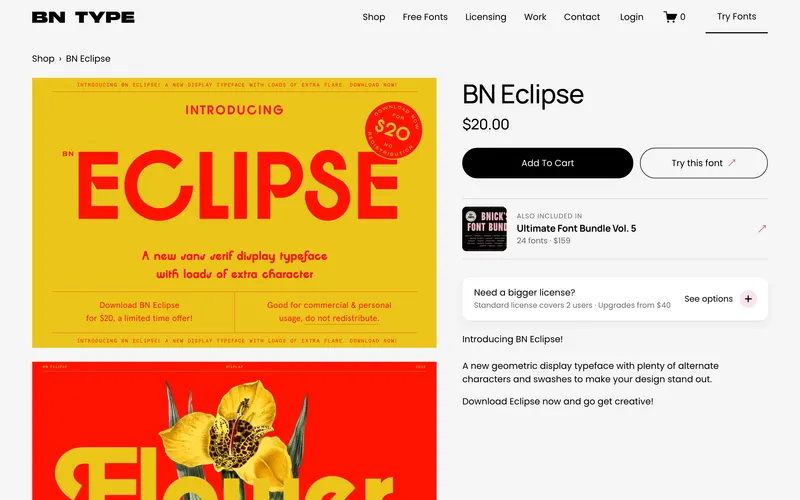 BN TYPE
Shop
Free Fonts
Licensing
Work
Contact
Login
0
Try Fonts
Shop › BN Eclipse
INTRODUCING BN ECLIPSE! A NEW DISPLAY TYPEFACE WITH LOADS OF EXTRA FLARE. DOWNLOAD NOW!
INTRODUCING
DOWNLOAD NOW
FOR
$20
NO
REDISTRIBUTION
BN
ECLIPSE
A new sans serif display typeface
with loads of extra character
Download BN Eclipse
for $20, a limited time offer!
Good for commercial & personal
usage, do not redistribute.
INTRODUCING BN ECLIPSE! A NEW DISPLAY TYPEFACE WITH LOADS OF EXTRA FLARE. DOWNLOAD NOW!
BN ECLIPSE
DISPLAY
Flower
BN Eclipse
$20.00
Add To Cart
Try this font
BNICK'S
FONT BUND
ALSO INCLUDED IN
Ultimate Font Bundle Vol. 5
24 fonts · $159
Need a bigger license?
Standard license covers 2 users · Upgrades from $40
See options
Introducing BN Eclipse!
A new geometric display typeface with plenty of alternate
characters and swashes to make your design stand out.
Download Eclipse now and go get creative!